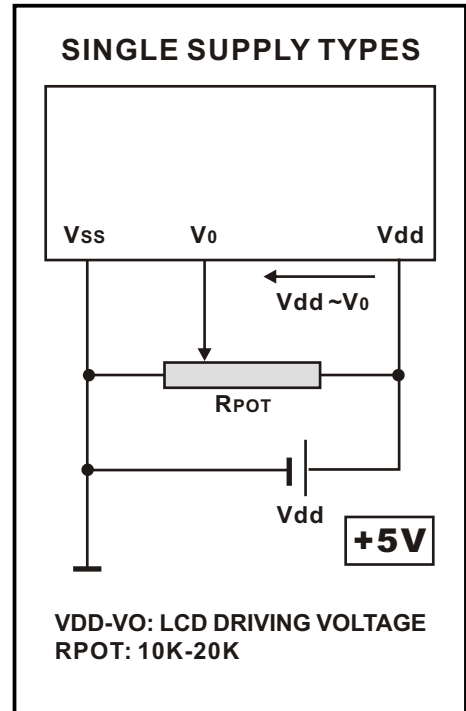 SINGLE SUPPLY TYPES
Vss V0 Vdd
Vdd ~V0
RPOT
Vdd
+5V
VDD-VO: LCD DRIVING VOLTAGE
RPOT: 10K-20K